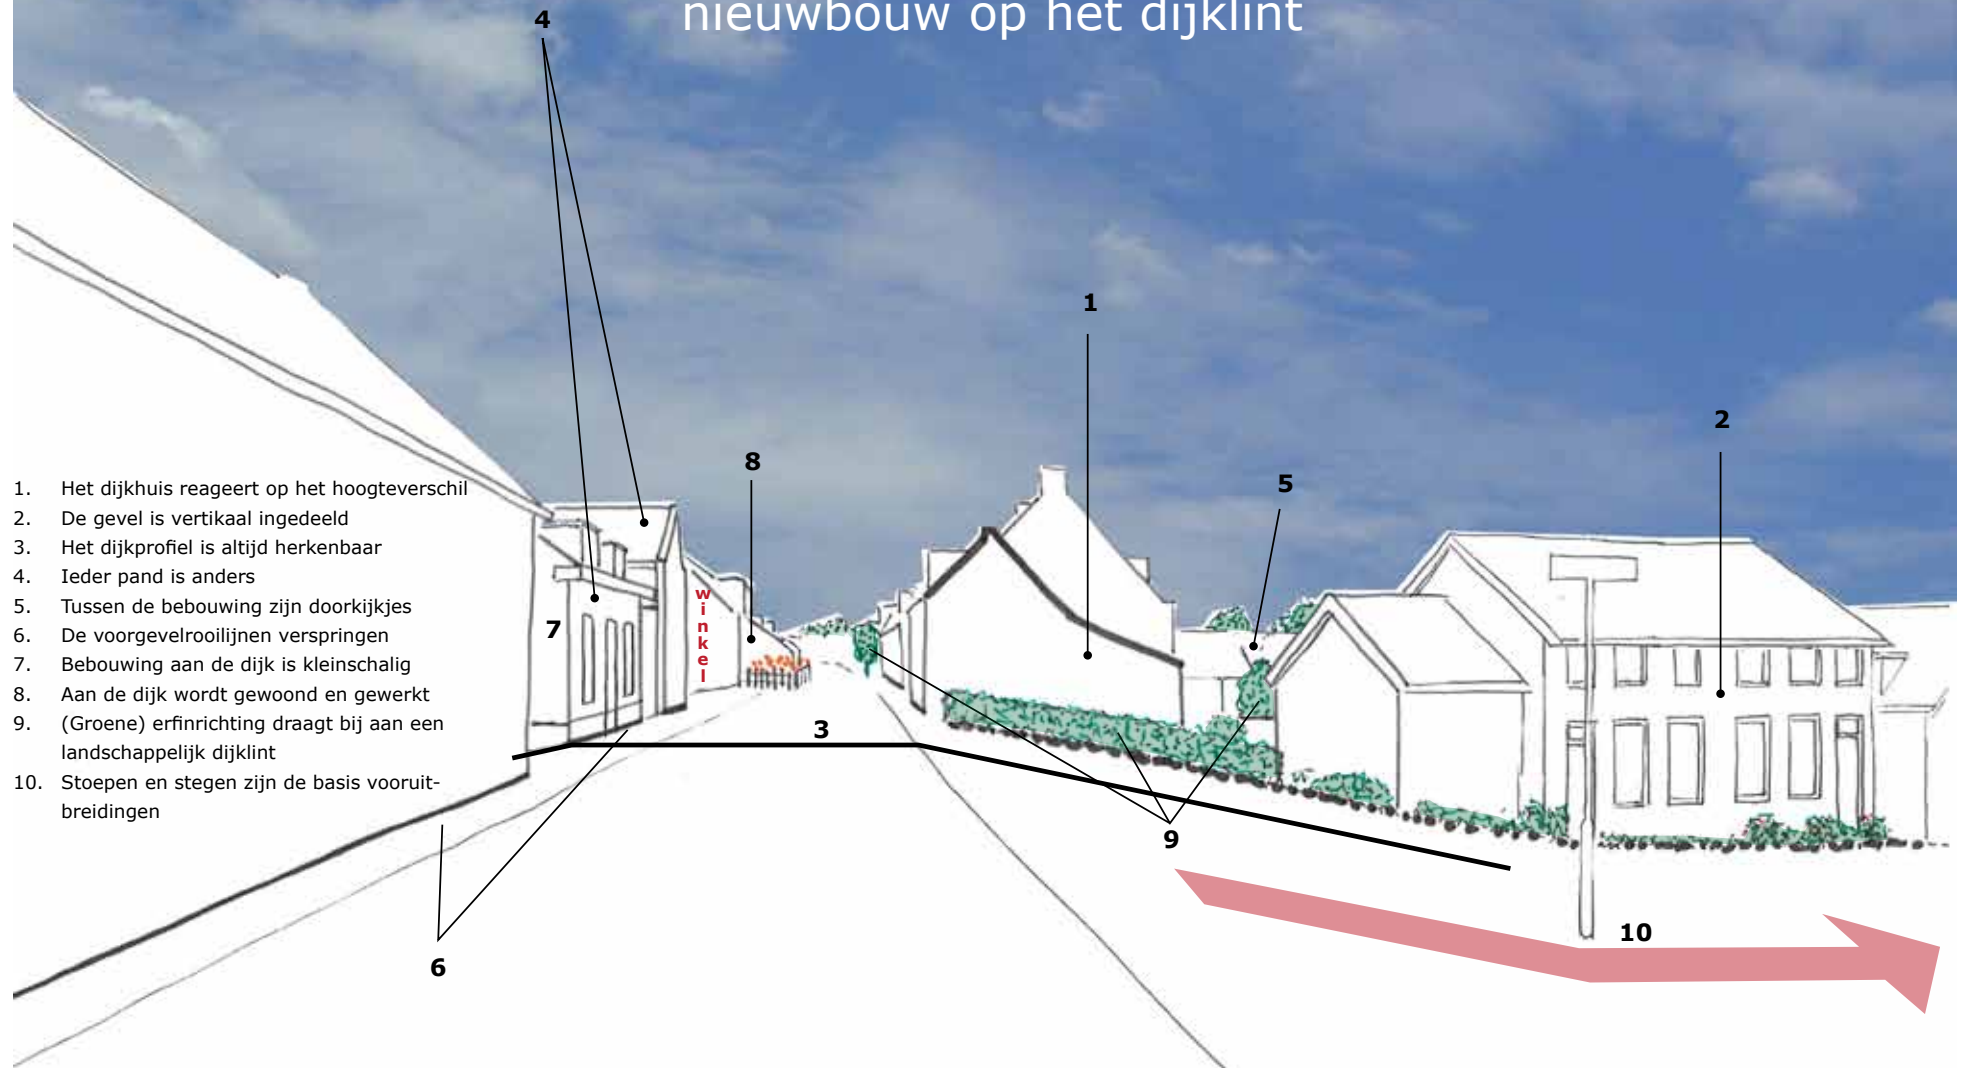 nieuwbouw op het dijklint
4
1
2
8
5
1. Het dijkhuis reageert op het hoogteverschil
2. De gevel is vertikaal ingedeeld
3. Het dijkprofiel is altijd herkenbaar
4. Ieder pand is anders
5. Tussen de bebouwing zijn doorkijkjes
6. De voorgevelrooilijnen verspringen
7. Bebouwing aan de dijk is kleinschalig
8. Aan de dijk wordt gewoond en gewerkt
9. (Groene) erfinrichting draagt bij aan een
landschappelijk dijklint
10. Stoepen en stegen zijn de basis vooruit-
breidingen
winkel
7
3
9
10
6